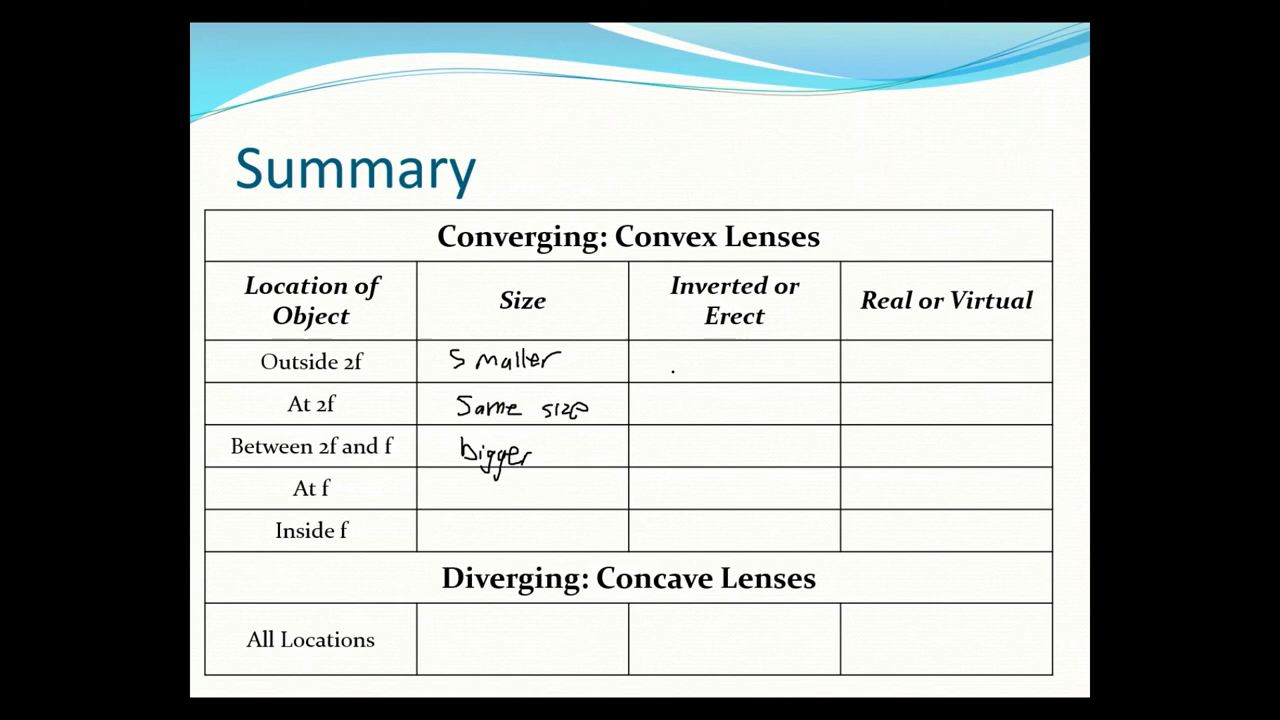 Summary
Converging: Convex Lenses
Location of Object
Size
Inverted or Erect
Real or Virtual
Outside 2f
Smaller
At 2f
Same size
Between 2f and f
bigger
At f
Inside f
Diverging: Concave Lenses
All Locations